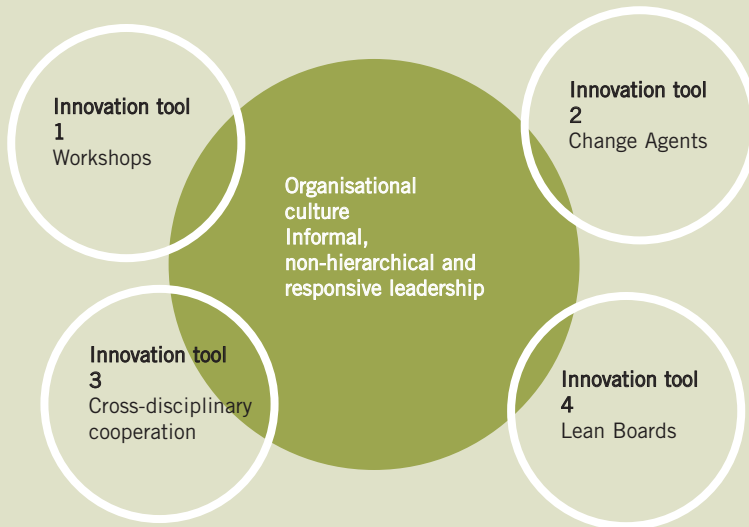 Innovation tool
1
Workshops
Innovation tool
2
Change Agents
Organisational
culture
Informal,
non-hierarchical and
responsive leadership
Innovation tool
3
Cross-disciplinary
cooperation
Innovation tool
4
Lean Boards